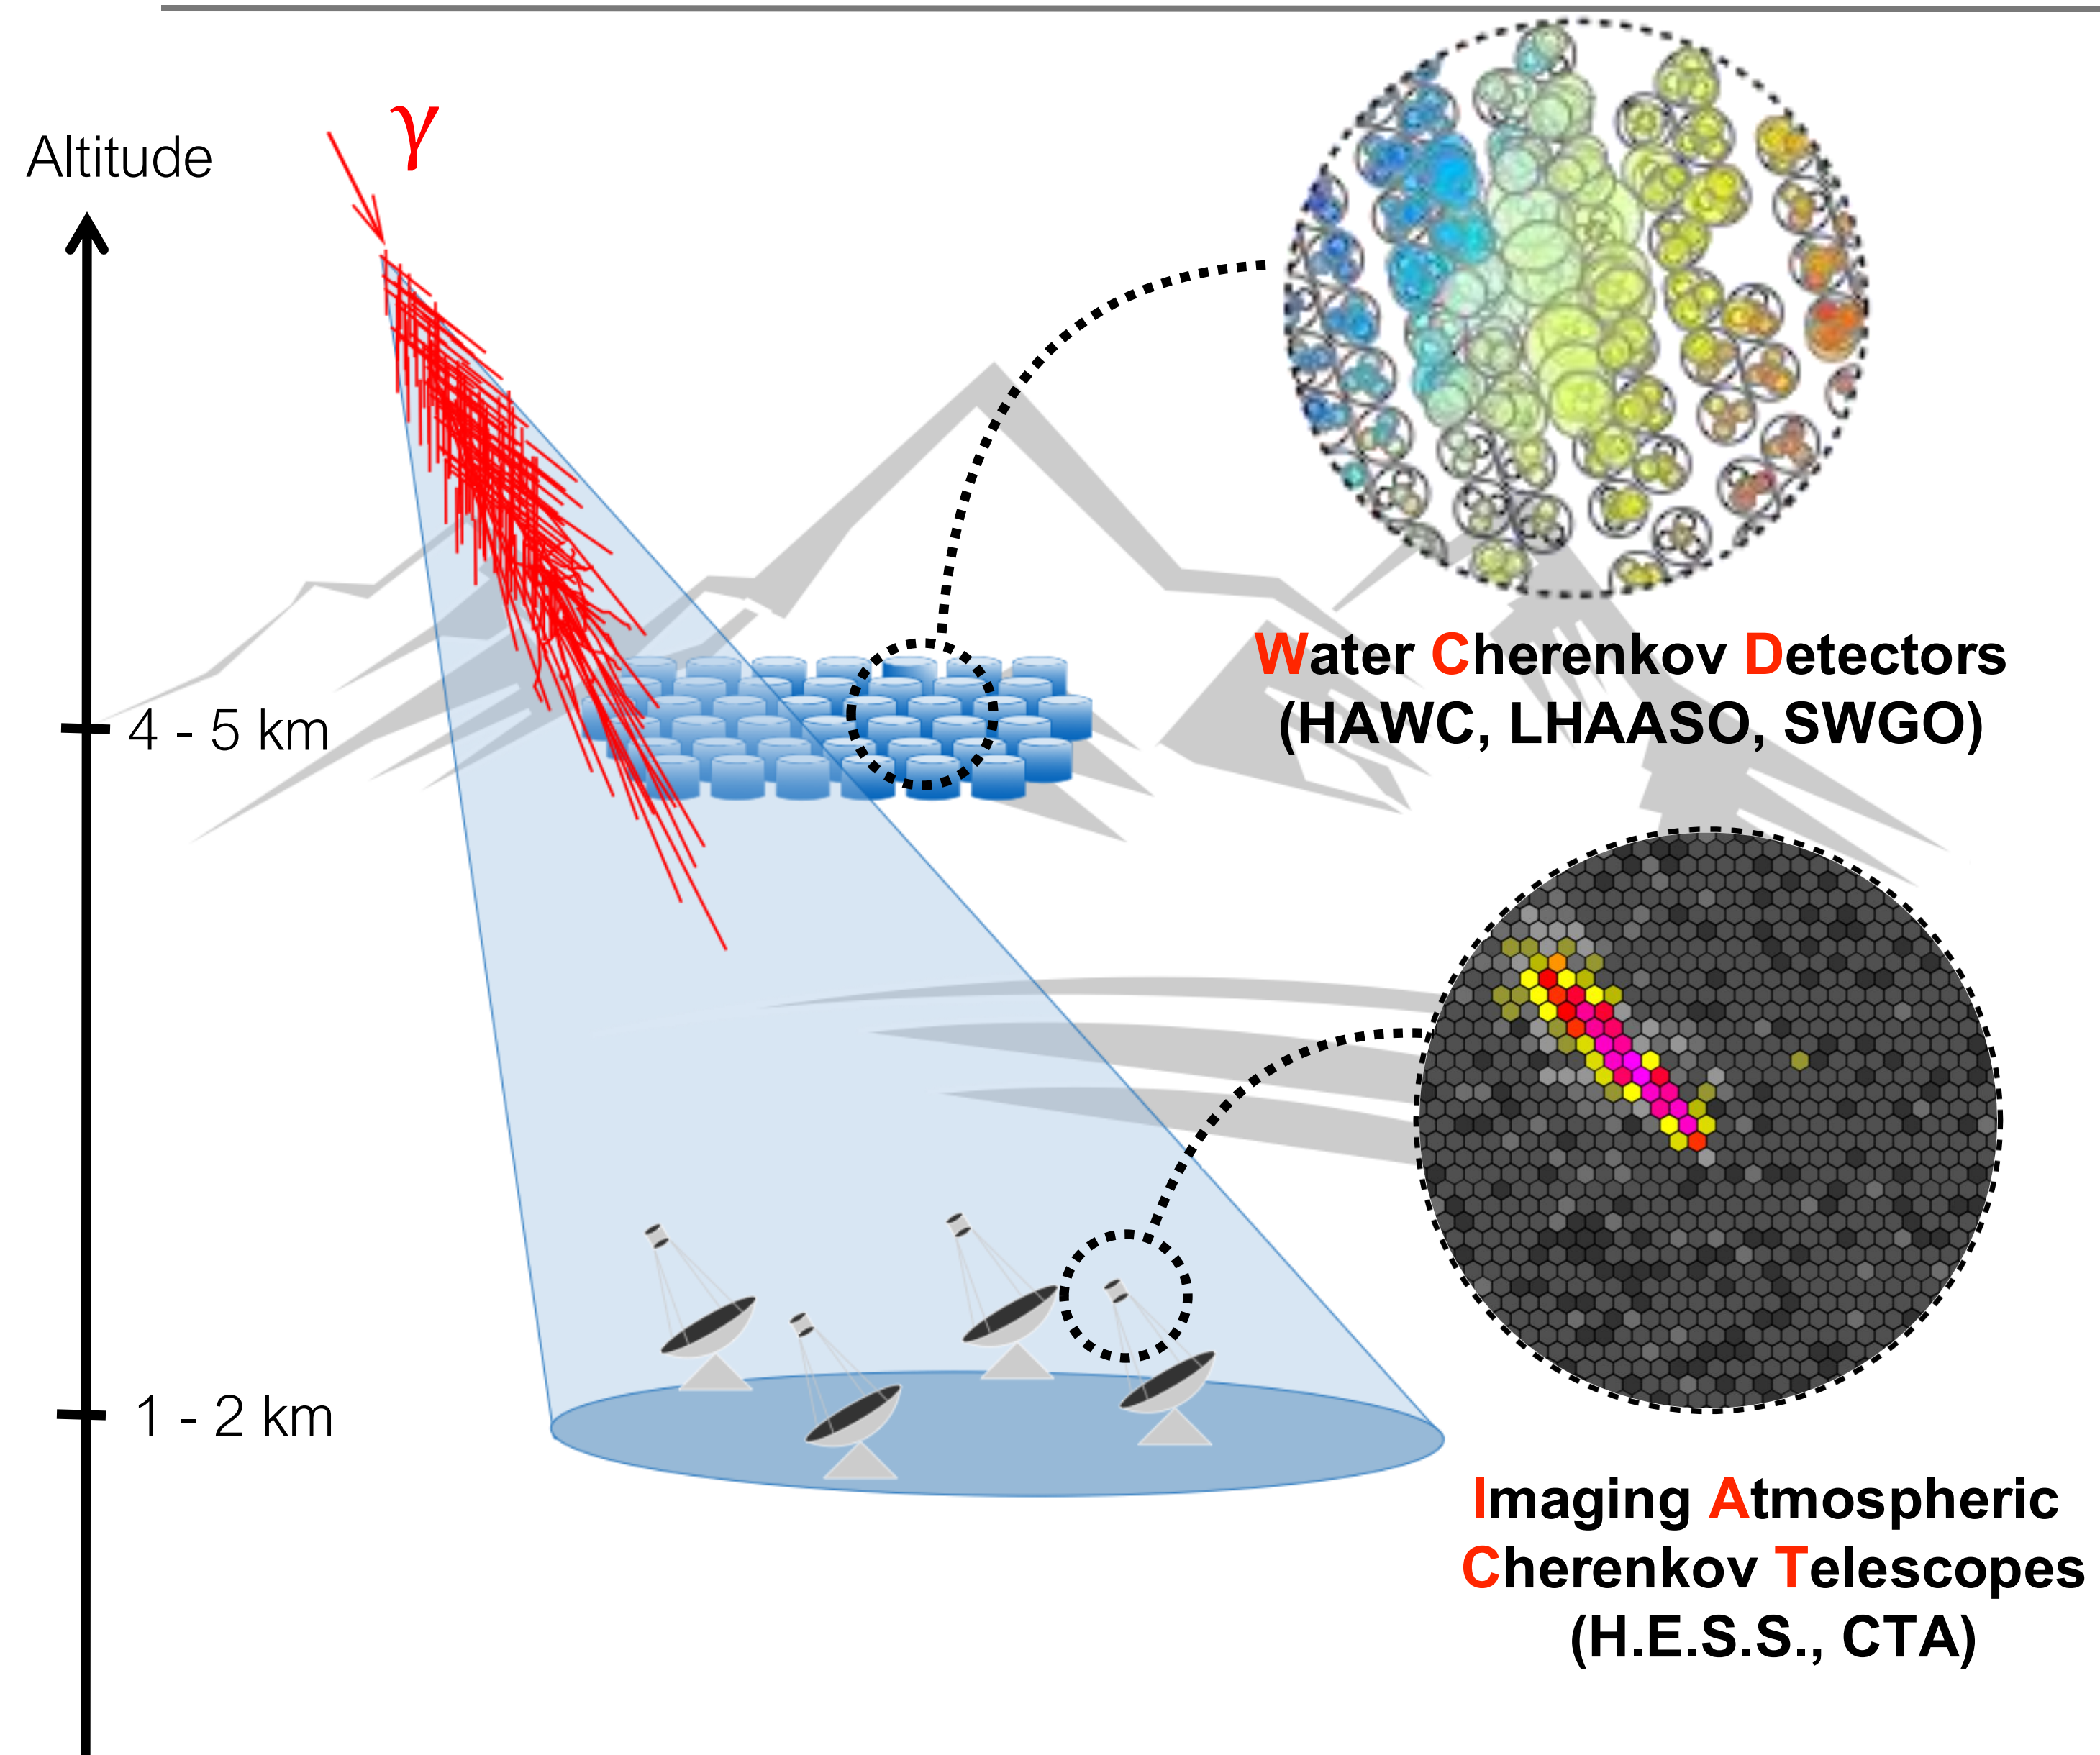 γ
Altitude
Water Cherenkov Detectors
(HAWC, LHAASO, SWGO)
4 - 5 km
1 - 2 km
Imaging Atmospheric
Cherenkov Telescopes
(H.E.S.S., CTA)